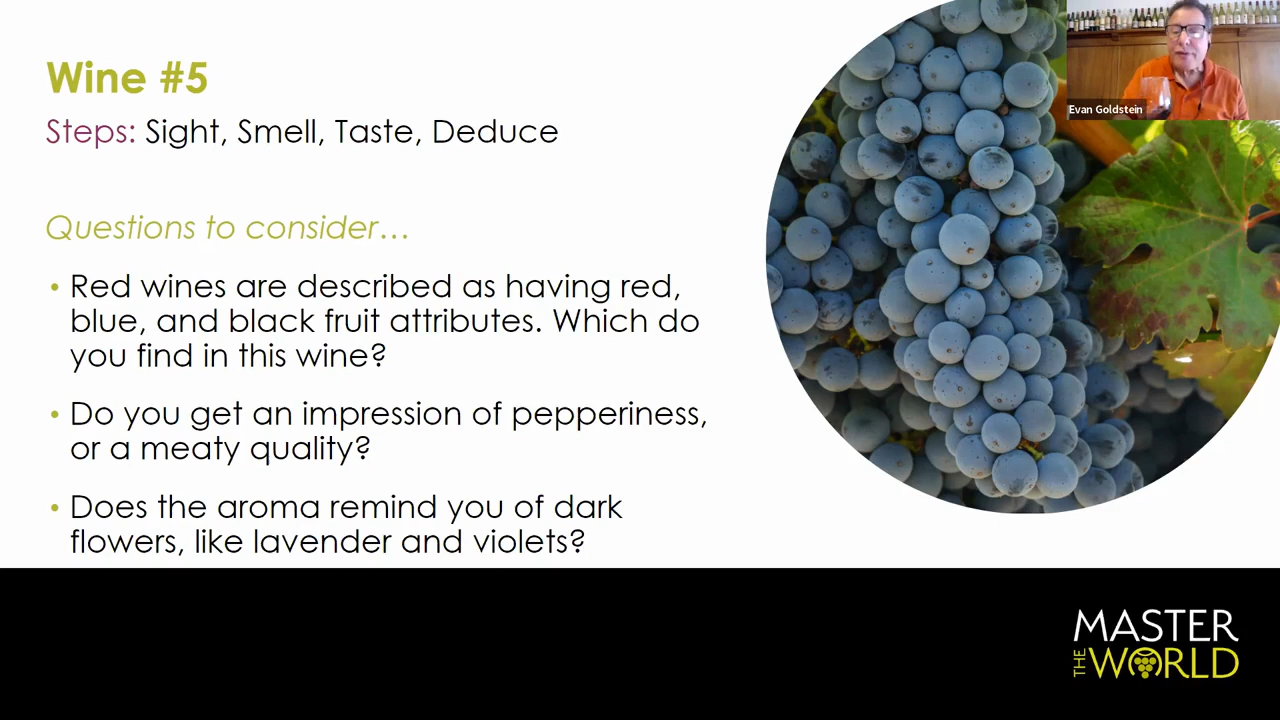 Wine #5
Steps: Sight, Smell, Taste, Deduce
Questions to consider…
• Red wines are described as having red,
blue, and black fruit attributes. Which do
you find in this wine?
• Do you get an impression of pepperiness,
or a meaty quality?
• Does the aroma remind you of dark
flowers, like lavender and violets?
Evan Goldstein
MASTER
THE WORLD